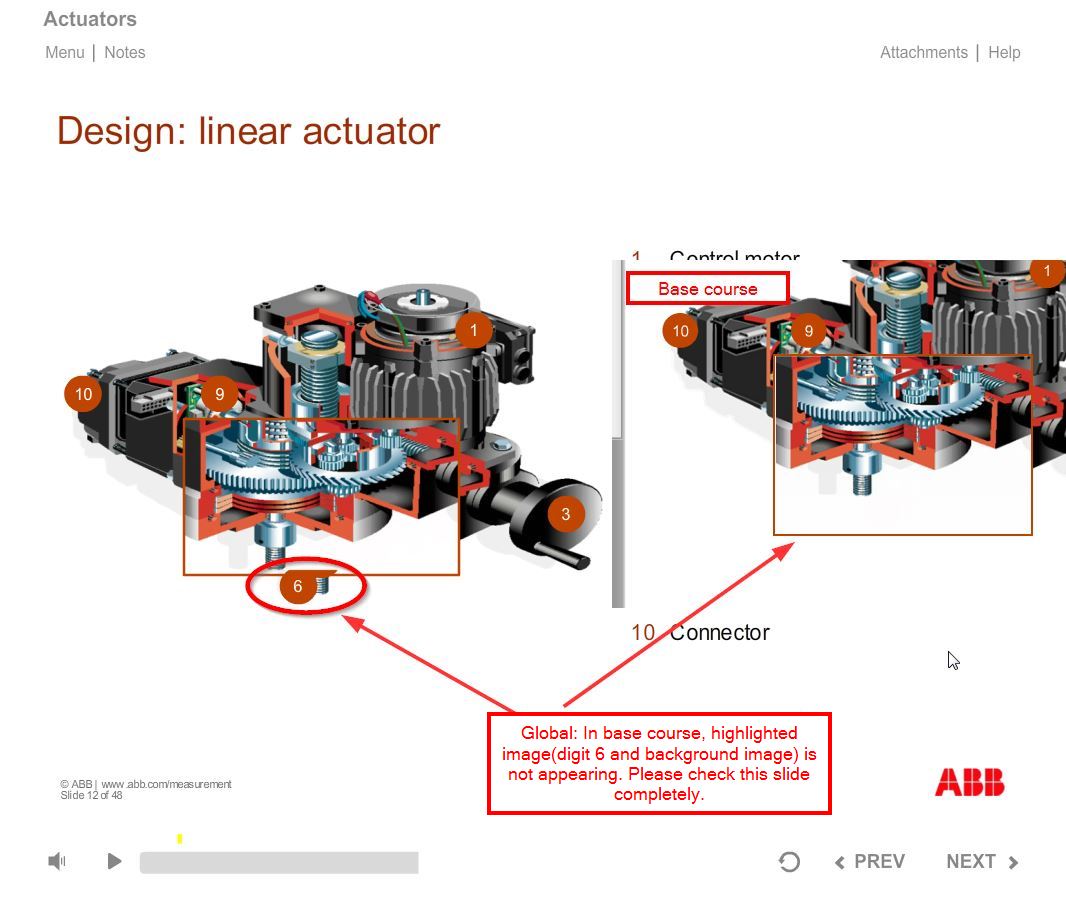 Actuators
Menu | Notes
Attachments | Help
Design: linear actuator
1 Control motor
Base course
1
10
9
1
10
9
3
6
10 Connector
Global: In base course, highlighted
image(digit 6 and background image) is
not appearing. Please check this slide
completely.
© ABB | www.abb.com/measurement
Slide 12 of 48
ABB
PREV
NEXT